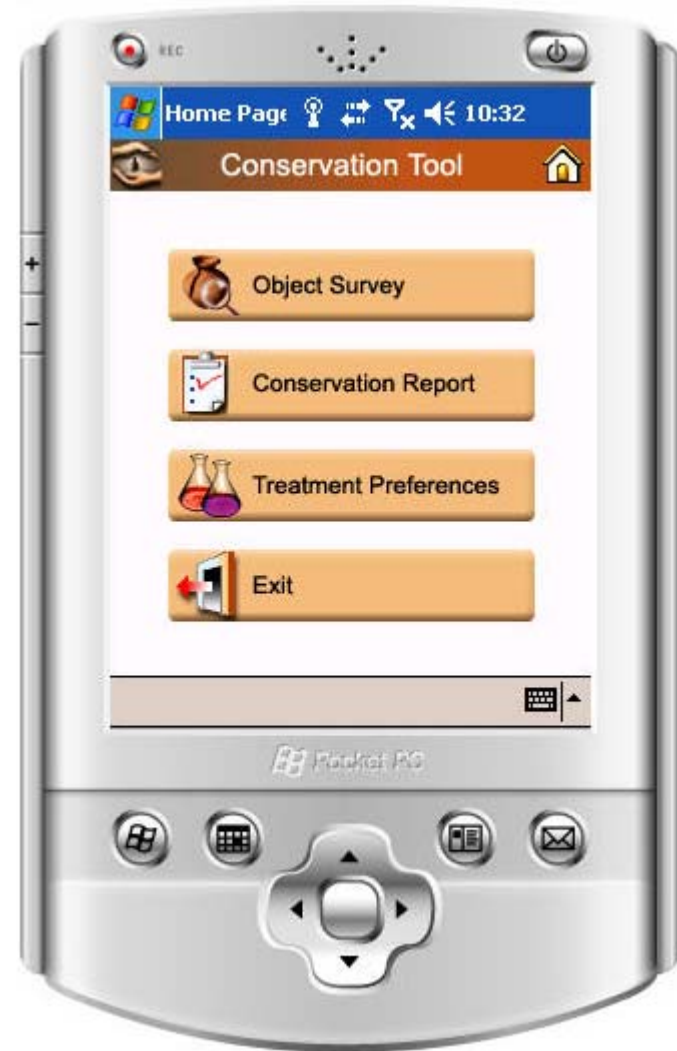 REC
Home Page 10:32
Conservation Tool
+
Object Survey
-
Conservation Report
Treatment Preferences
Exit
Pocket PC